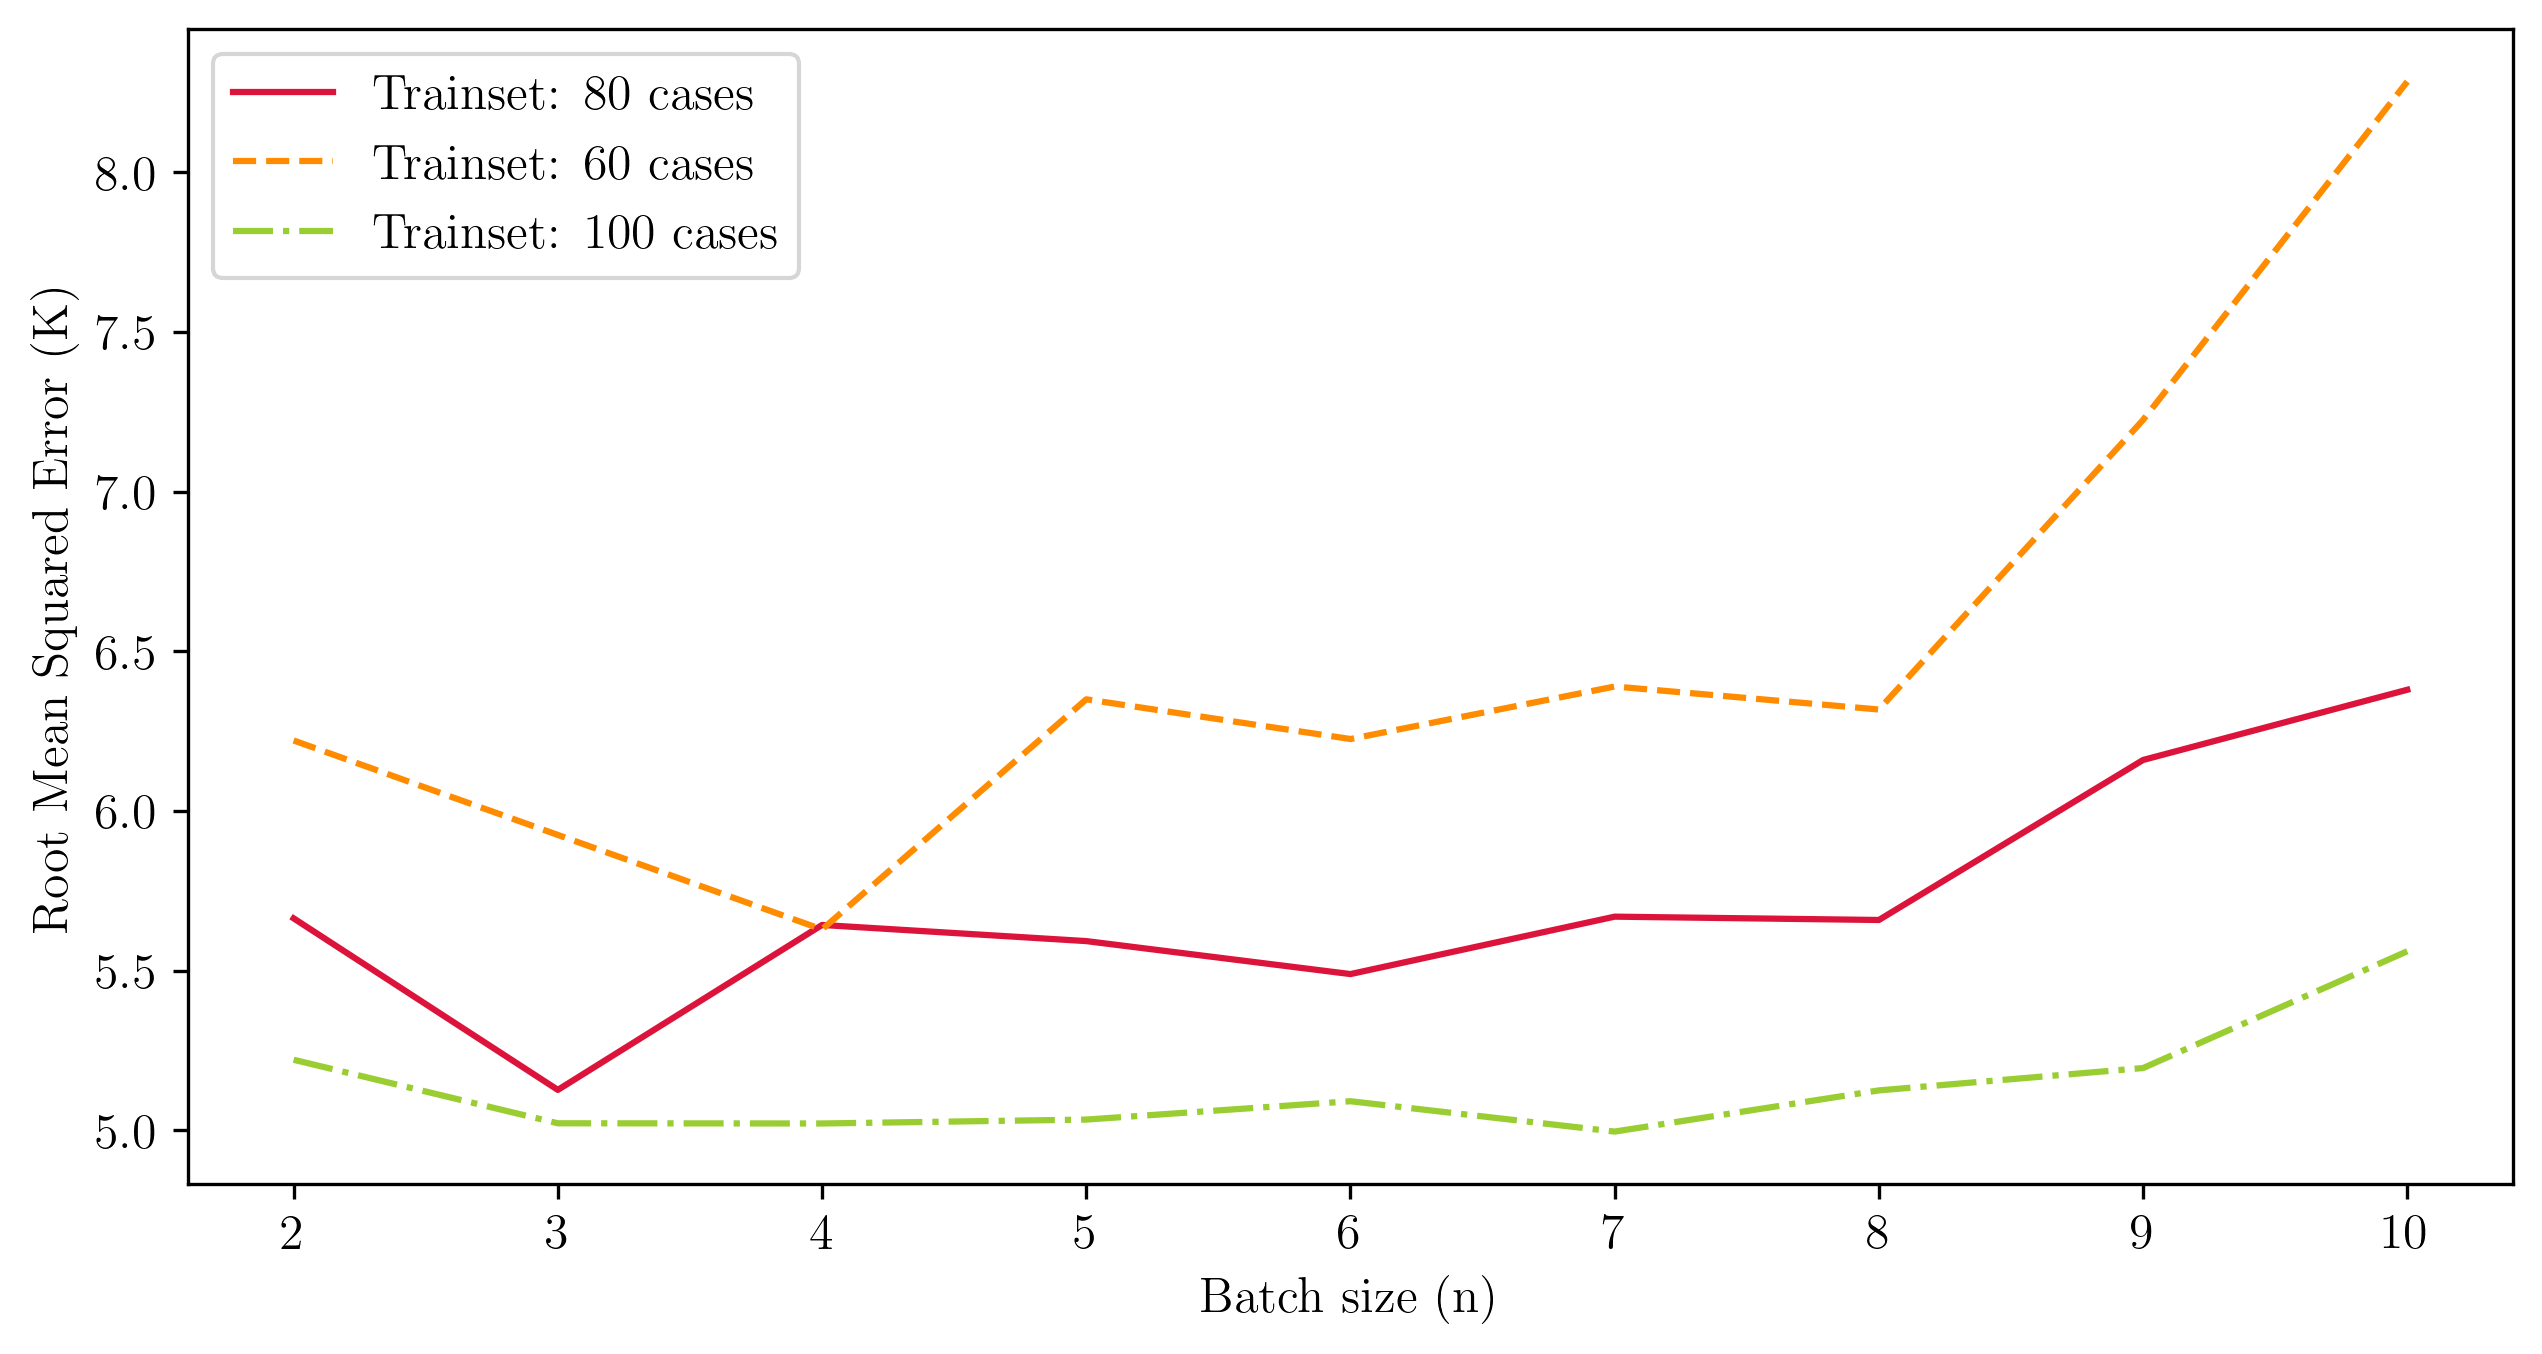 Trainset: 80 cases
Trainset: 60 cases
Trainset: 100 cases
Root Mean Squared Error (K)
8.0
7.5
7.0
6.5
6.0
5.5
5.0
2 3 4 5 6 7 8 9 10
Batch size (n)